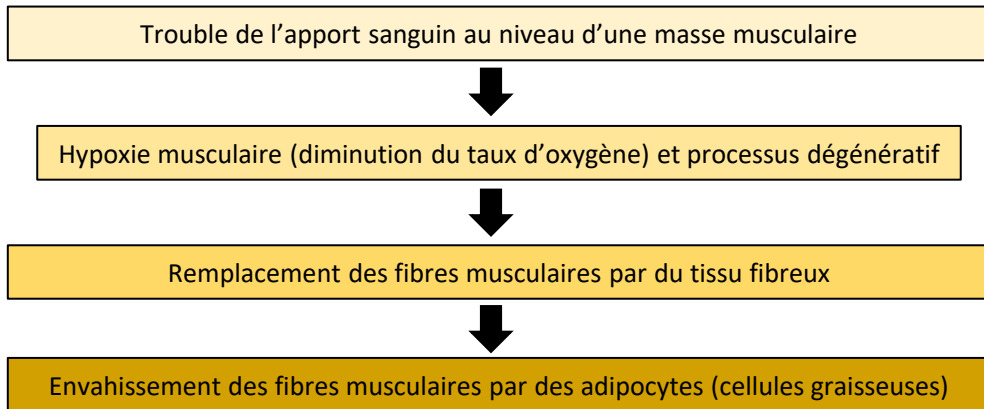 Trouble de l’apport sanguin au niveau d’une masse musculaire
Hypoxie musculaire (diminution du taux d’oxygène) et processus dégénératif
Remplacement des fibres musculaires par du tissu fibreux
Envahissement des fibres musculaires par des adipocytes (cellules graisseuses)